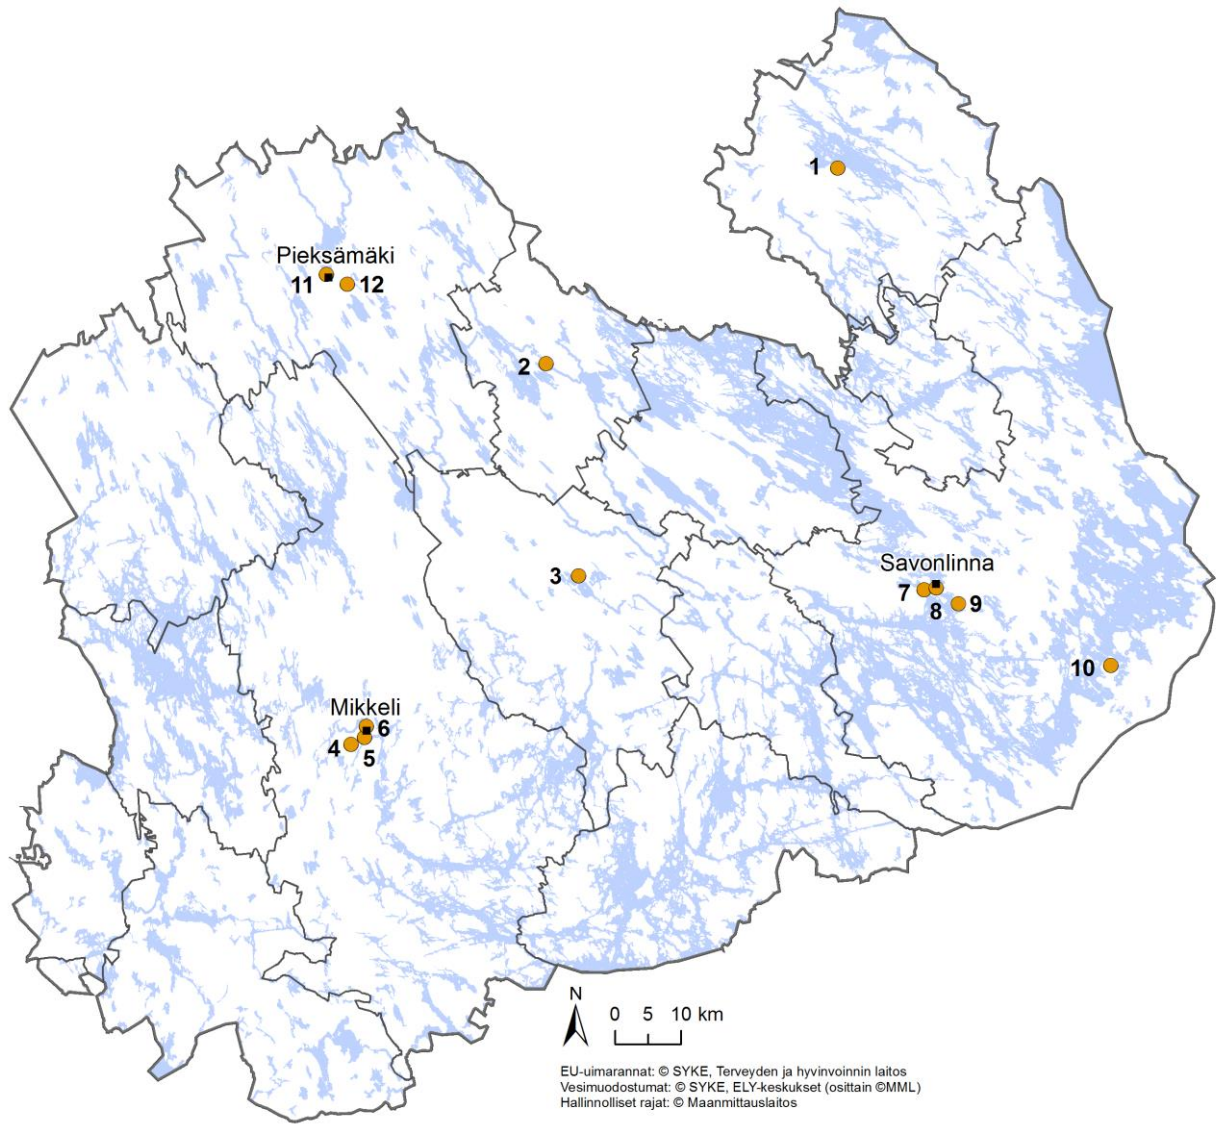 1
Pieksämäki
11
12
2
Savonlinna
3
7
8
9
10
Mikkeli
6
4
5
N
0 5 10 km
EU-uimarannat: © SYKE, Terveyden ja hyvinvoinnin laitos
Vesimuodostumat: © SYKE, ELY-keskukset (osittain ©MML)
Hallinnolliset rajat: © Maanmittauslaitos